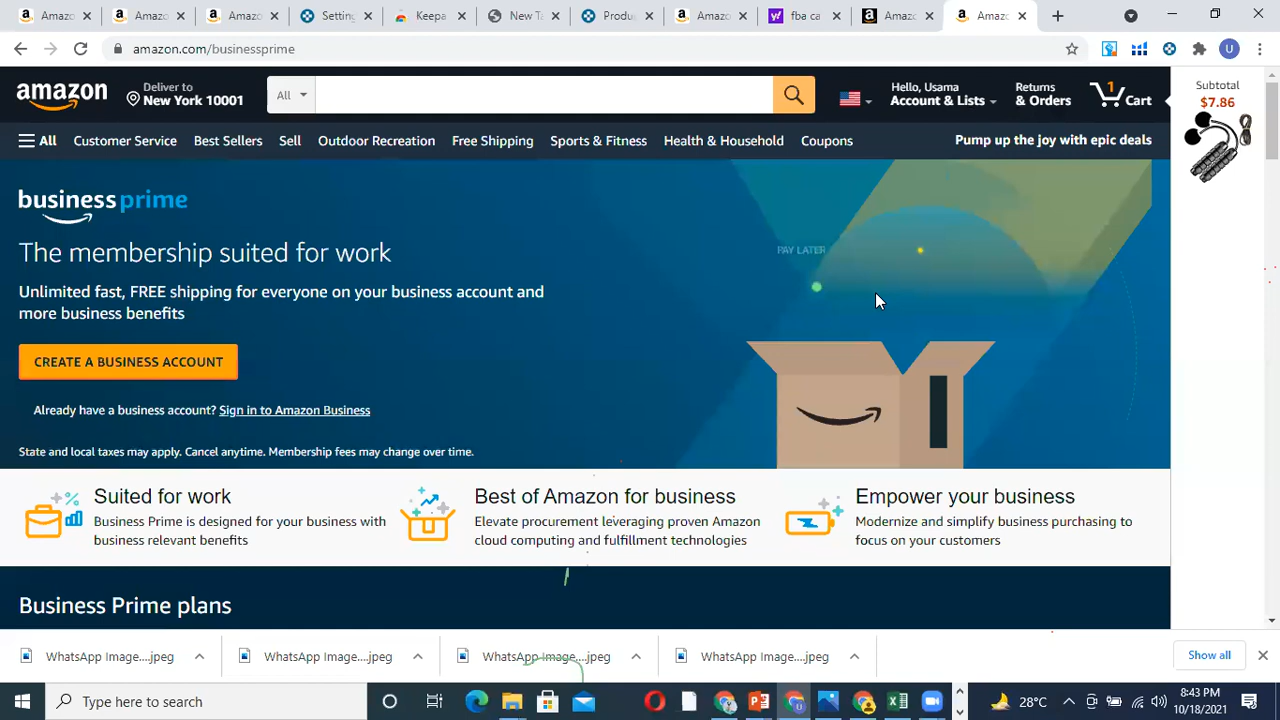 Amazo
Amazo
Amazo
Setting
Keepa
New Ta
Produ
Amazo
fba ca
Amazo
Amazo
amazon.com/businessprime
U
amazon
Deliver to
New York 10001
All
Hello, Usama
Account & Lists
Returns
& Orders
1
Cart
Subtotal
$7.86
All
Customer Service
Best Sellers
Sell
Outdoor Recreation
Free Shipping
Sports & Fitness
Health & Household
Coupons
Pump up the joy with epic deals
business prime
The membership suited for work
Unlimited fast, FREE shipping for everyone on your business account and
more business benefits
PAY LATER
CREATE A BUSINESS ACCOUNT
Already have a business account? Sign in to Amazon Business
State and local taxes may apply. Cancel anytime. Membership fees may change over time.
Suited for work
Business Prime is designed for your business with
business relevant benefits
Best of Amazon for business
Elevate procurement leveraging proven Amazon
cloud computing and fulfillment technologies
Empower your business
Modernize and simplify business purchasing to
focus on your customers
Business Prime plans
WhatsApp Image....jpeg
WhatsApp Image....jpeg
WhatsApp Image....jpeg
WhatsApp Image....jpeg
Show all
Type here to search
28°C
8:43 PM
10/18/2021